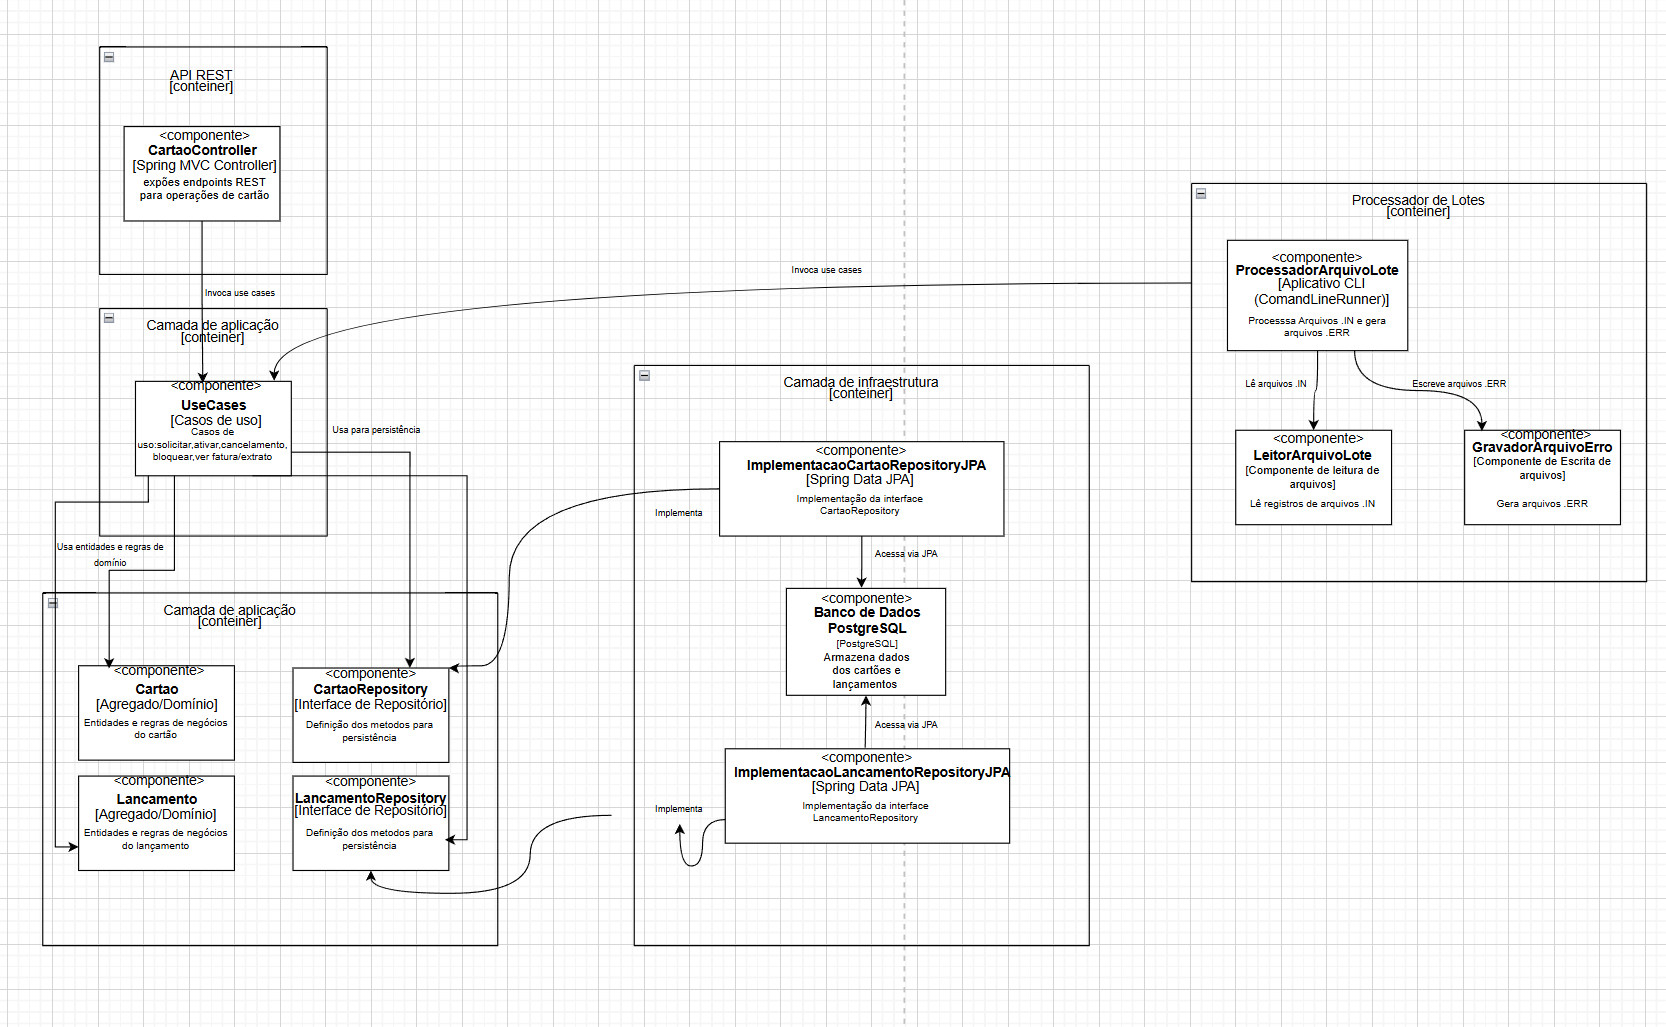 API REST
[conteiner]
<componente>
CartaoController
[Spring MVC Controller]
expões endpoints REST
para operações de cartão
Invoca use cases
Camada de aplicação
[conteiner]
<componente>
UseCases
[Casos de uso]
Casos de
uso:solicitar,ativar,cancelamento,
bloquear,ver fatura/extrato
Usa para persistência
Usa entidades e regras de
domínio
Camada de aplicação
[conteiner]
<componente>
Cartao
[Agregado/Domínio]
Entidades e regras de negócios
do cartão
<componente>
CartaoRepository
[Interface de Repositório]
Definição dos metodos para
persistência
<componente>
Lancamento
[Agregado/Domínio]
Entidades e regras de negócios
do lançamento
<componente>
LancamentoRepository
[Interface de Repositório]
Definição dos metodos para
persistência
Invoca use cases
Camada de infraestrutura
[conteiner]
<componente>
ImplementacaoCartaoRepositoryJPA
[Spring Data JPA]
Implementação da interface
CartaoRepository
Implementa
Acessa via JPA
<componente>
Banco de Dados
PostgreSQL
[PostgreSQL]
Armazena dados
dos cartões e
lançamentos
Acessa via JPA
<componente>
ImplementacaoLancamentoRepositoryJPA
[Spring Data JPA]
Implementação da interface
LancamentoRepository
Implementa
Processador de Lotes
[conteiner]
<componente>
ProcessadorArquivoLote
[Aplicativo CLI
(ComandLineRunner)]
Processsa Arquivos .IN e gera
arquivos .ERR
Lê arquivos .IN
Escreve arquivos .ERR
<componente>
LeitorArquivoLote
[Componente de leitura de
arquivos]
Lê registros de arquivos .IN
<componente>
GravadorArquivoErro
[Componente de Escrita de
arquivos]
Gera arquivos .ERR